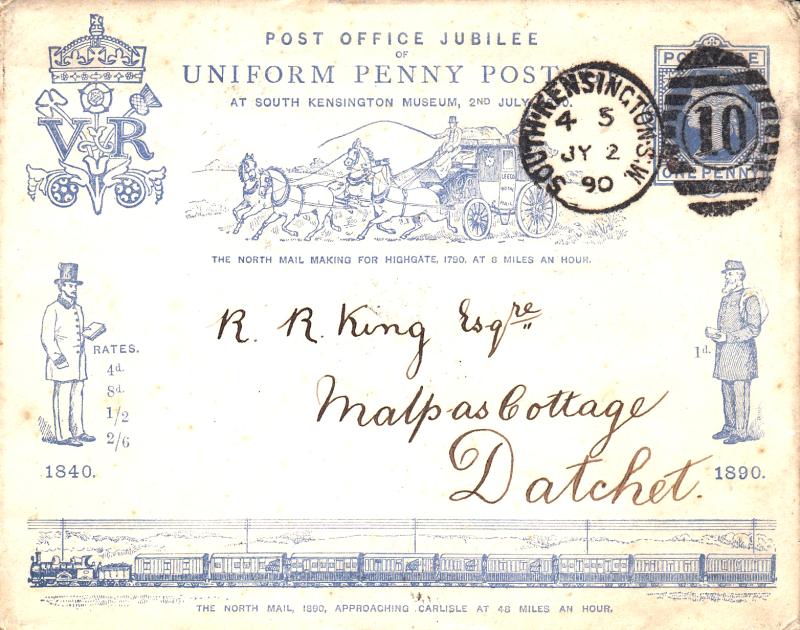 POST OFFICE JUBILEE
OF
UNIFORM PENNY POST
AT SOUTH KENSINGTON MUSEUM, 2ND JULY
V R
SOUTH KENSINGTON.S.W.
4 5
JY 2
90
10
ONE PENNY
LEEDS
ROYAL
MAIL
THE NORTH MAIL MAKING FOR HIGHGATE, 1790, AT 8 MILES AN HOUR.
R. R. King Esqre
RATES.
4d.
8d.
1/2
2/6
1d.
Malpas Cottage
Datchet.
1840.
1890.
THE NORTH MAIL, 1890, APPROACHING CARLISLE AT 48 MILES AN HOUR.